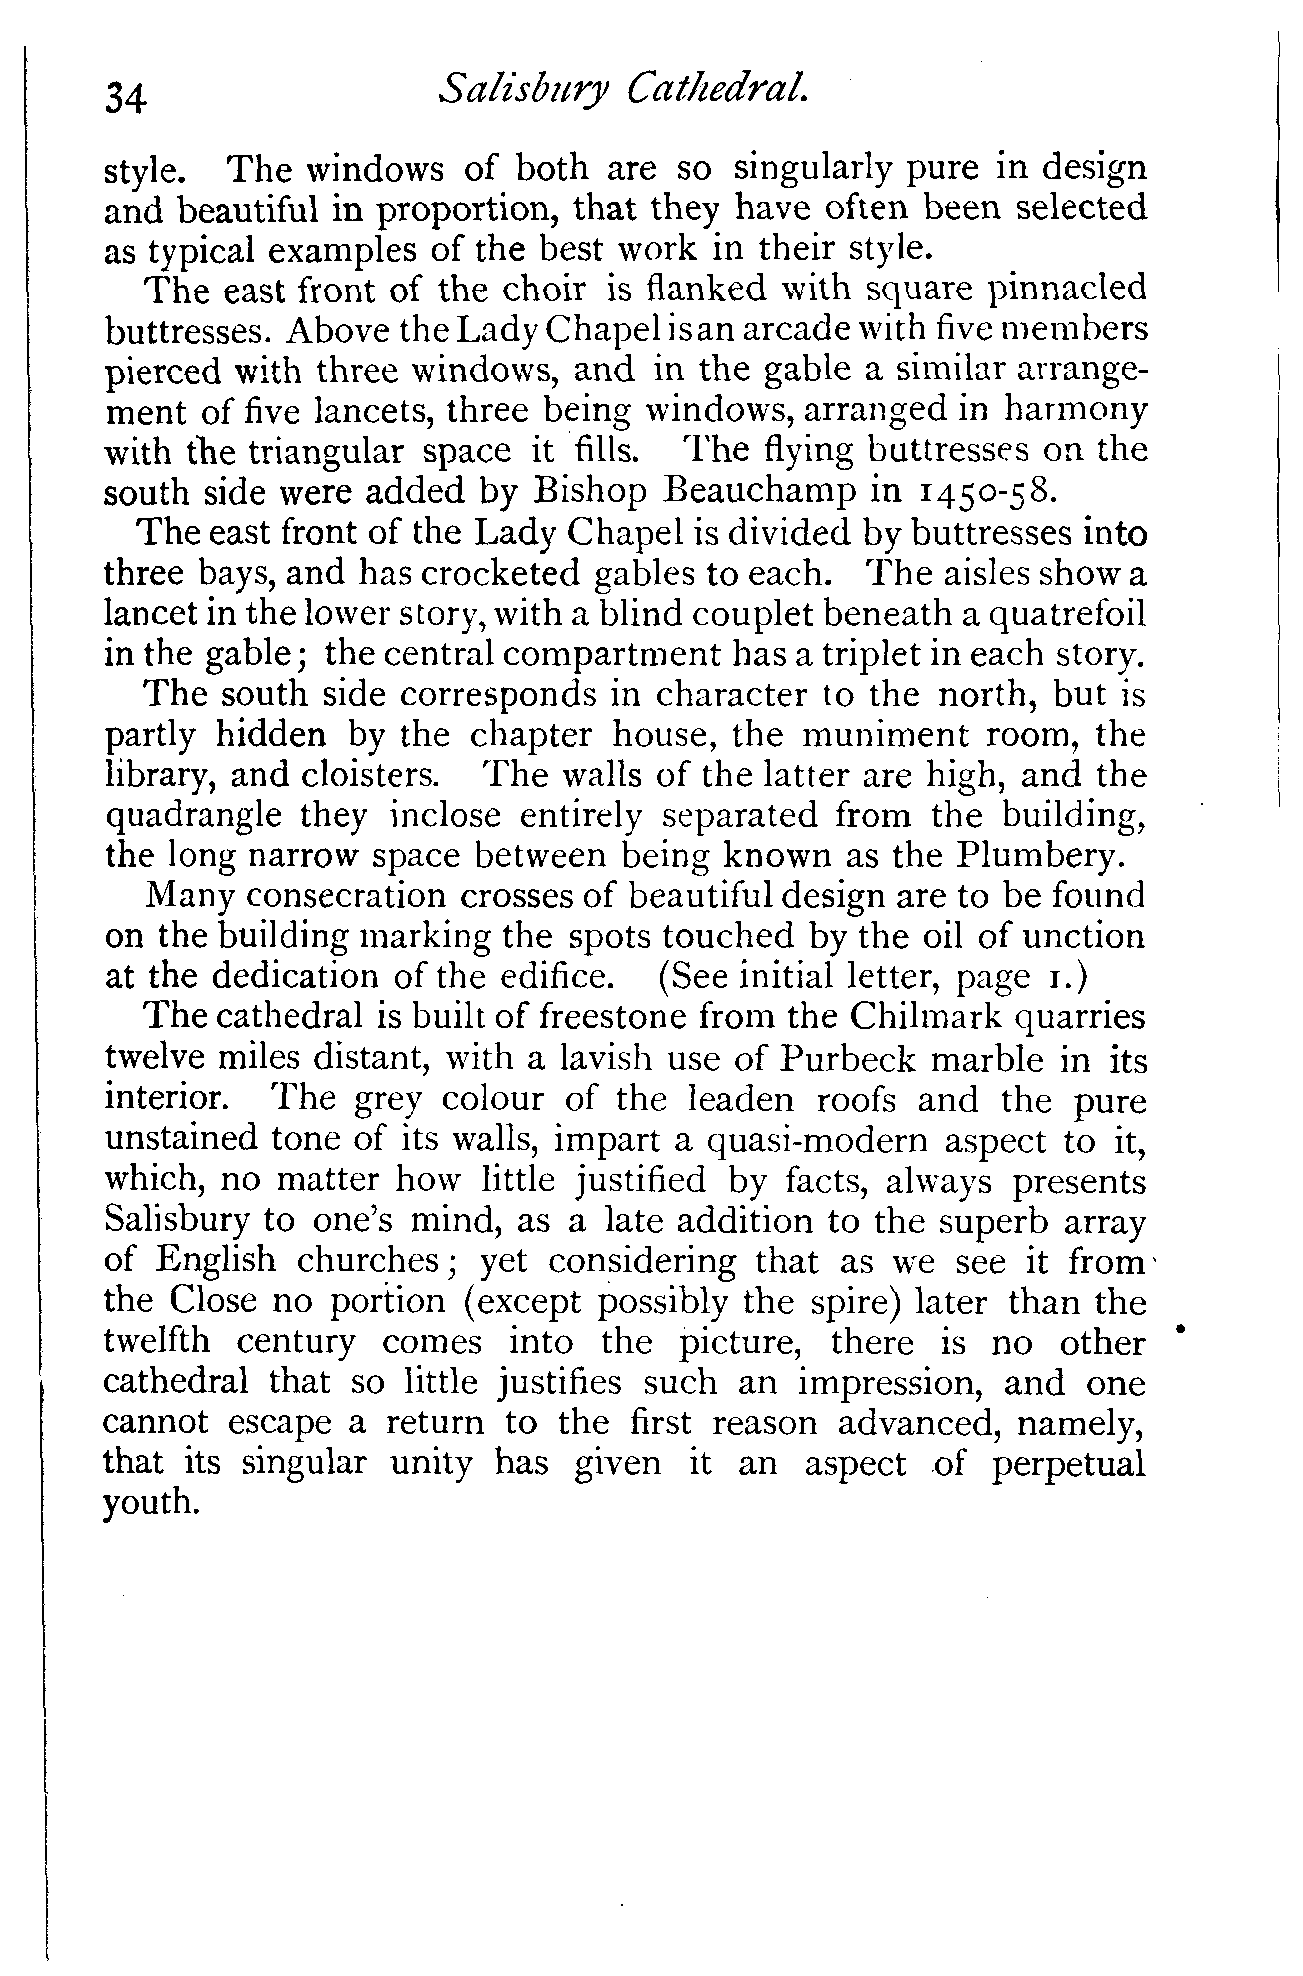 34 Salisbury Cathedral.
style. The windows of both are so singularly pure in design
and beautiful in proportion, that they have often been selected
as typical examples of the best work in their style.
The east front of the choir is flanked with square pinnacled
buttresses. Above the Lady Chapel is an arcade with five members
pierced with three windows, and in the gable a similar arrange-
ment of five lancets, three being windows, arranged in harmony
with the triangular space it fills. The flying buttresses on the
south side were added by Bishop Beauchamp in 1450-58.
The east front of the Lady Chapel is divided by buttresses into
three bays, and has crocketed gables to each. The aisles show a
lancet in the lower story, with a blind couplet beneath a quatrefoil
in the gable; the central compartment has a triplet in each story.
The south side corresponds in character to the north, but is
partly hidden by the chapter house, the muniment room, the
library, and cloisters. The walls of the latter are high, and the
quadrangle they inclose entirely separated from the building,
the long narrow space between being known as the Plumbery.
Many consecration crosses of beautiful design are to be found
on the building marking the spots touched by the oil of unction
at the dedication of the edifice. (See initial letter, page 1.)
The cathedral is built of freestone from the Chilmark quarries
twelve miles distant, with a lavish use of Purbeck marble in its
interior. The grey colour of the leaden roofs and the pure
unstained tone of its walls, impart a quasi-modern aspect to it,
which, no matter how little justified by facts, always presents
Salisbury to one's mind, as a late addition to the superb array
of English churches; yet considering that as we see it from
the Close no portion (except possibly the spire) later than the
twelfth century comes into the picture, there is no other
cathedral that so little justifies such an impression, and one
cannot escape a return to the first reason advanced, namely,
that its singular unity has given it an aspect of perpetual
youth.